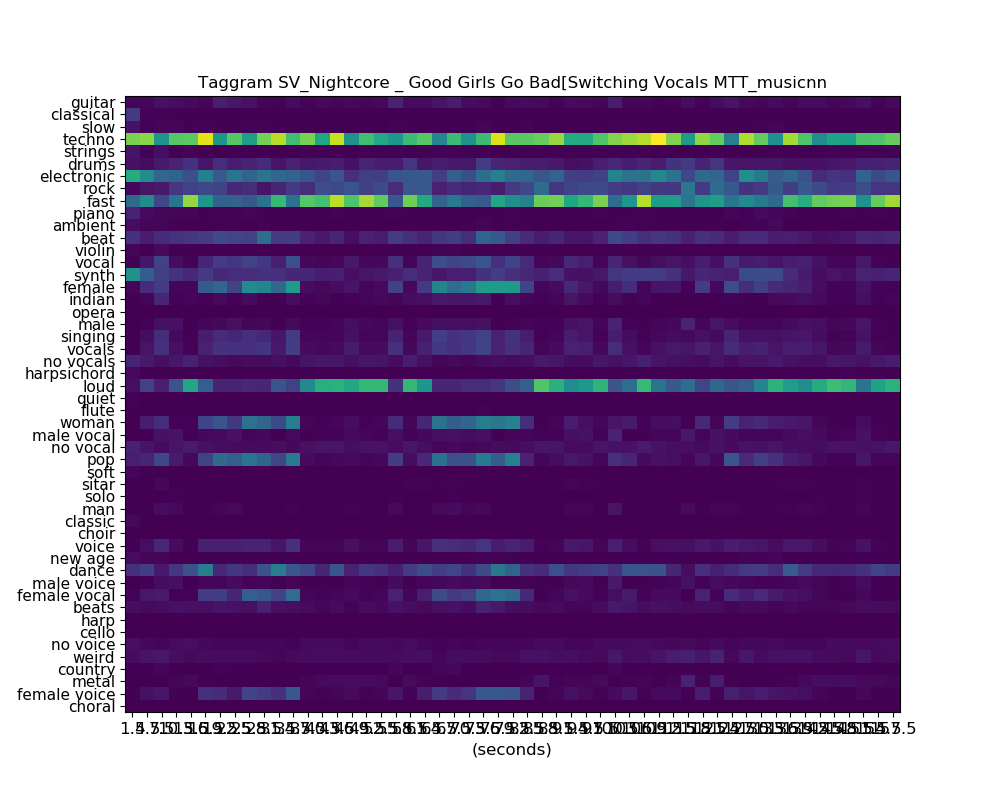 Taggram SV_Nightcore _ Good Girls Go Bad[Switching Vocals MTT_musicnn
guitar
classical
slow
techno
strings
drums
electronic
rock
fast
piano
ambient
beat
violin
vocal
synth
female
indian
opera
male
singing
vocals
no vocals
harpsichord
loud
quiet
flute
woman
male vocal
no vocal
pop
soft
sitar
solo
man
classic
choir
voice
new age
dance
male voice
female vocal
beats
harp
cello
no voice
weird
country
metal
female voice
choral
(seconds)